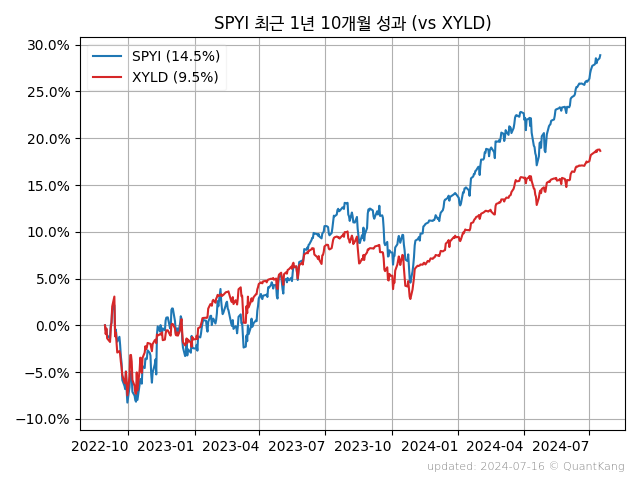 SPYI 최근 1년 10개월 성과 (vs XYLD)
SPYI (14.5%)
XYLD (9.5%)
30.0%
25.0%
20.0%
15.0%
10.0%
5.0%
0.0%
−5.0%
−10.0%
2022-10 2023-01 2023-04 2023-07 2023-10 2024-01 2024-04 2024-07
updated: 2024-07-16 © QuantKang